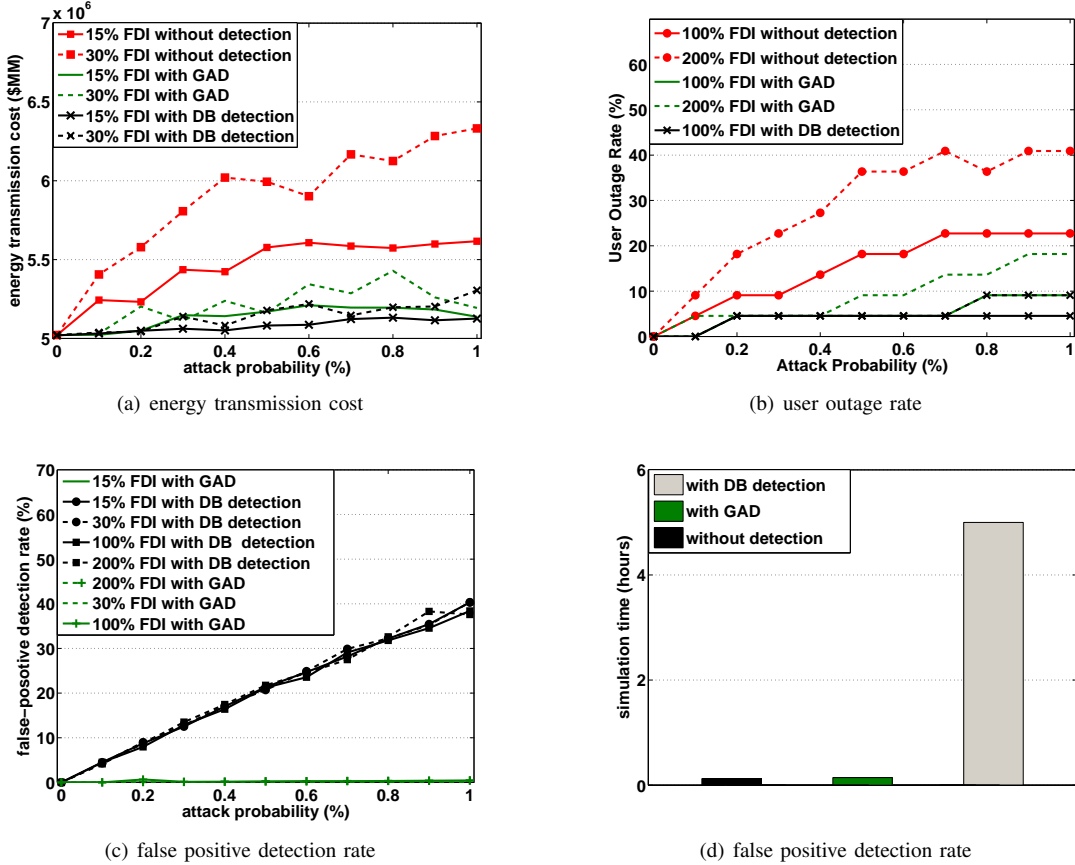 7 x 10^6
6.5
6
5.5
5
0
0.2
0.4
0.6
0.8
1
energy transmission cost ($MM)
attack probability (%)
15% FDI without detection
30% FDI without detection
15% FDI with GAD
30% FDI with GAD
15% FDI with DB detection
30% FDI with DB detection
(a) energy transmission cost
60
50
40
30
20
10
0
0
0.2
0.4
0.6
0.8
1
User Outage Rate (%)
Attack Probability (%)
100% FDI without detection
200% FDI without detection
100% FDI with GAD
200% FDI with GAD
100% FDI with DB detection
(b) user outage rate
70
60
50
40
30
20
10
0
0
0.2
0.4
0.6
0.8
1
false-posotive detection rate (%)
attack probability (%)
15% FDI with GAD
15% FDI with DB detection
30% FDI with DB detection
100% FDI with DB detection
200% FDI with DB detection
200% FDI with GAD
30% FDI with GAD
100% FDI with GAD
(c) false positive detection rate
6
4
2
0
simulation time (hours)
with DB detection
with GAD
without detection
(d) false positive detection rate